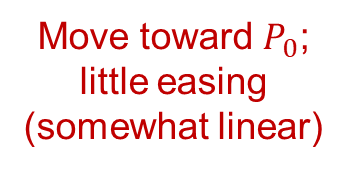 Move toward P₀;
little easing
(somewhat linear)